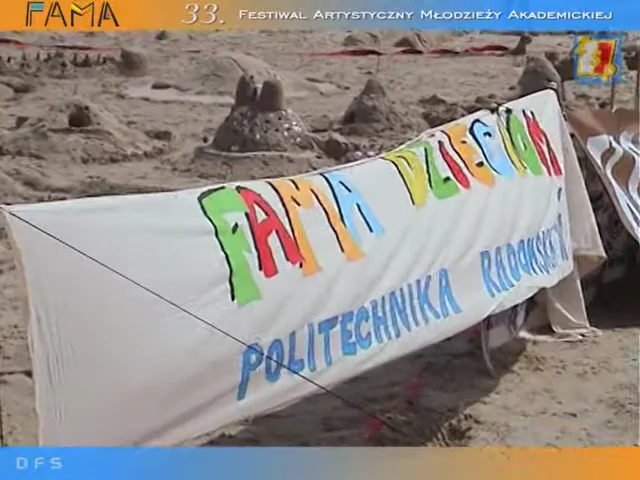 FAMA 33. Festiwal Artystyczny Młodzieży Akademickiej
FAMA DZIECIOM
POLITECHNIKA RADOMSKA
DFS